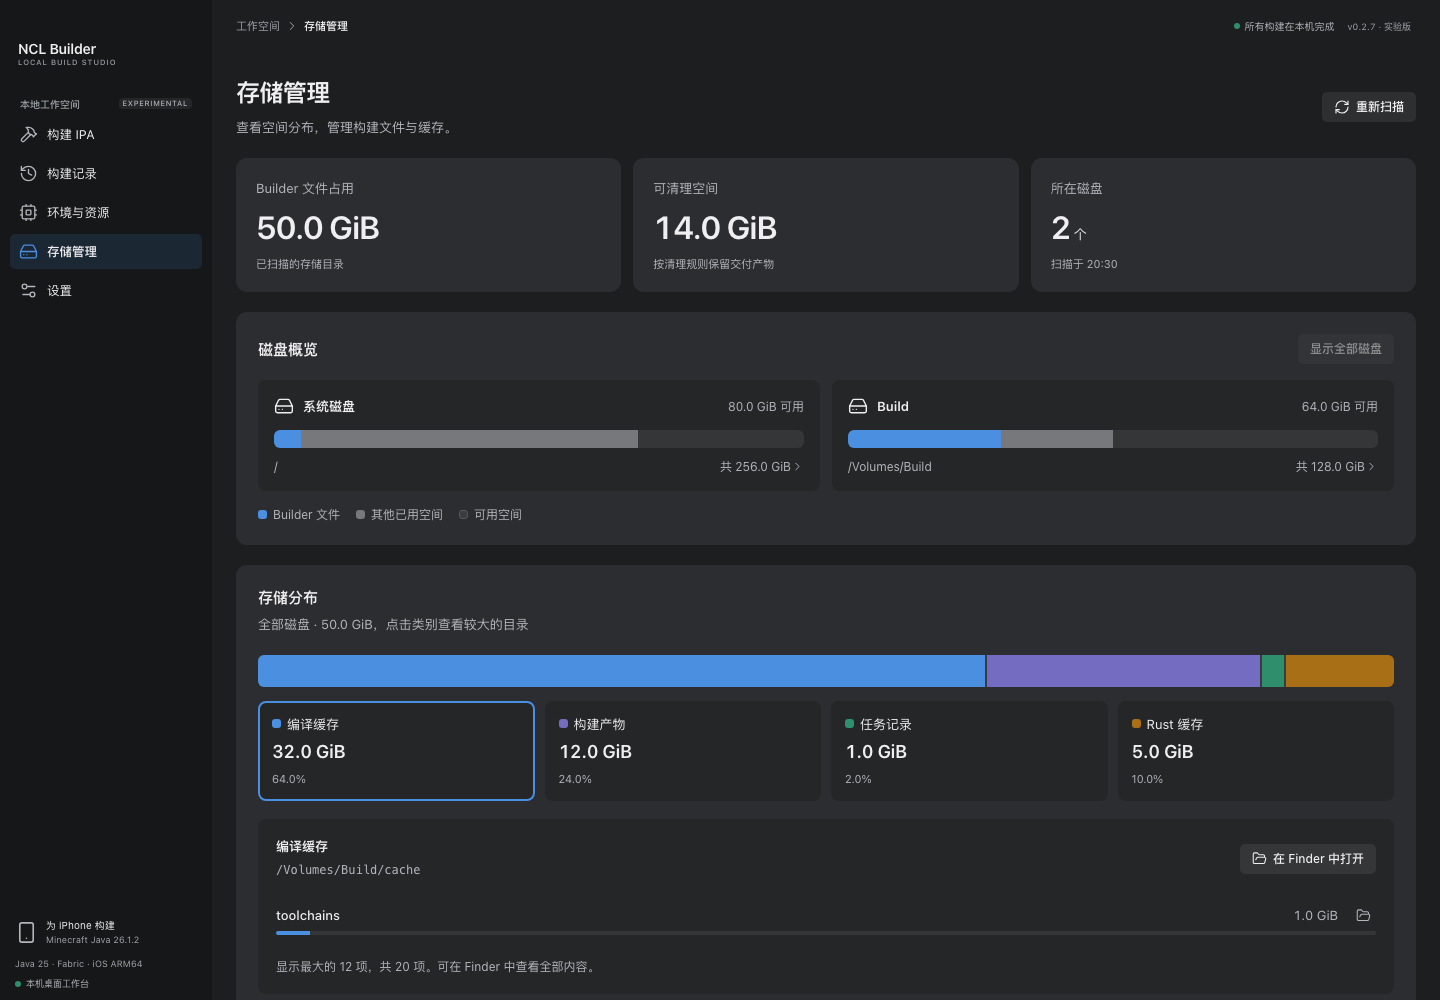 NCL Builder
LOCAL BUILD STUDIO
本地工作空间 EXPERIMENTAL
构建 IPA
构建记录
环境与资源
存储管理
设置
为 iPhone 构建
Minecraft Java 26.1.2
Java 25 · Fabric · iOS ARM64
本机桌面工作台
工作空间 > 存储管理
所有构建在本机完成 v0.2.7 · 实验版
存储管理
查看空间分布，管理构建文件与缓存。
重新扫描
Builder 文件占用
50.0 GiB
已扫描的存储目录
可清理空间
14.0 GiB
按清理规则保留交付产物
所在磁盘
2 个
扫描于 20:30
磁盘概览
显示全部磁盘
系统磁盘 80.0 GiB 可用
/ 共 256.0 GiB >
Build 64.0 GiB 可用
/Volumes/Build 共 128.0 GiB >
Builder 文件 其他已用空间 可用空间
存储分布
全部磁盘 · 50.0 GiB，点击类别查看较大的目录
编译缓存
32.0 GiB
64.0%
构建产物
12.0 GiB
24.0%
任务记录
1.0 GiB
2.0%
Rust 缓存
5.0 GiB
10.0%
编译缓存
/Volumes/Build/cache
在 Finder 中打开
toolchains 1.0 GiB
显示最大的 12 项，共 20 项。可在 Finder 中查看全部内容。